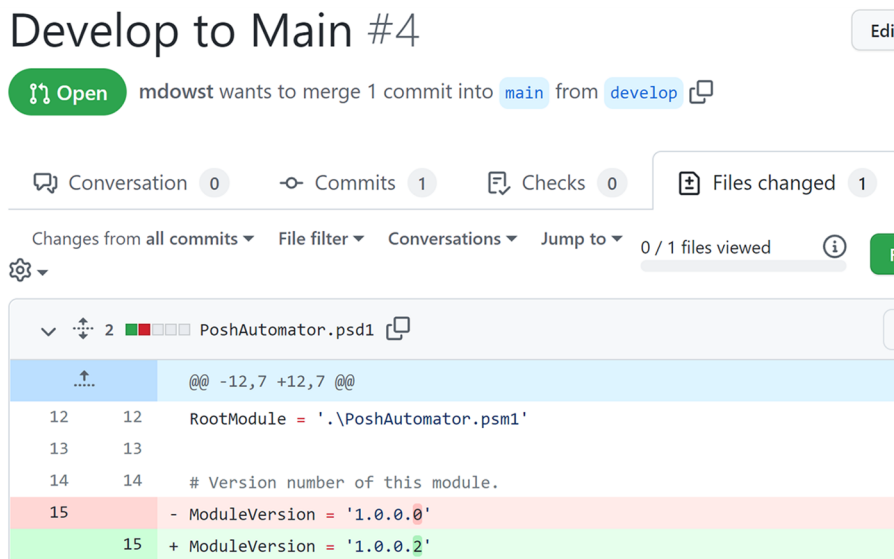 Develop to Main #4
Open mdowst wants to merge 1 commit into main from develop
Conversation 0 Commits 1 Checks 0 Files changed 1
Changes from all commits File filter Conversations Jump to 0 / 1 files viewed
2 PoshAutomator.psd1
@@ -12,7 +12,7 @@
12 12 RootModule = '.\PoshAutomator.psm1'
13 13
14 14 # Version number of this module.
15 - ModuleVersion = '1.0.0.0'
15 + ModuleVersion = '1.0.0.2'